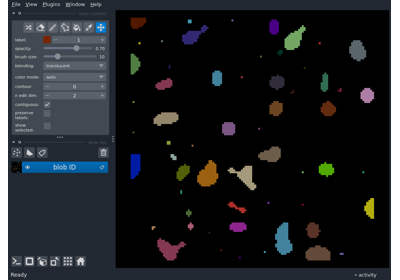 File View Plugins Window Help
label: 1
opacity: 0.70
brush size: 10
blending: translucent
color mode: auto
contour: 0
n edit dim: 2
contiguous:
preserve labels:
show selected:
blob ID
Ready
activity